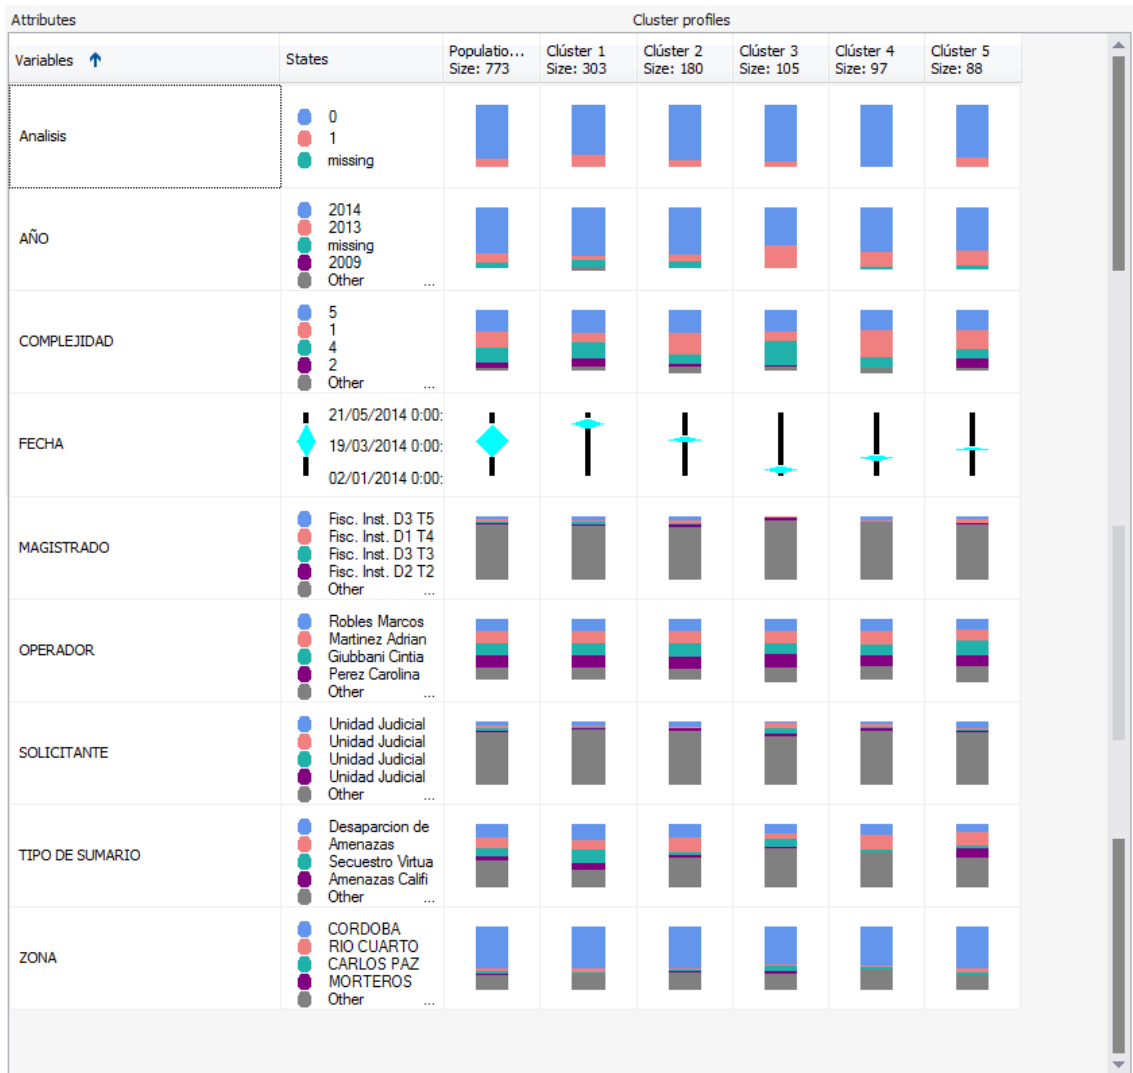 Attributes
Cluster profiles
Variables
States
Populatio...
Size: 773
Clúster 1
Size: 303
Clúster 2
Size: 180
Clúster 3
Size: 105
Clúster 4
Size: 97
Clúster 5
Size: 88
Analisis
0
1
missing
AÑO
2014
2013
missing
2009
Other ...
COMPLEJIDAD
5
1
4
2
Other ...
FECHA
21/05/2014 0:00:
19/03/2014 0:00:
02/01/2014 0:00:
MAGISTRADO
Fisc. Inst. D3 T5
Fisc. Inst. D1 T4
Fisc. Inst. D3 T3
Fisc. Inst. D2 T2
Other ...
OPERADOR
Robles Marcos
Martinez Adrian
Giubbani Cintia
Perez Carolina
Other ...
SOLICITANTE
Unidad Judicial
Unidad Judicial
Unidad Judicial
Unidad Judicial
Other ...
TIPO DE SUMARIO
Desaparcion de
Amenazas
Secuestro Virtua
Amenazas Califi
Other ...
ZONA
CORDOBA
RIO CUARTO
CARLOS PAZ
MORTEROS
Other ...